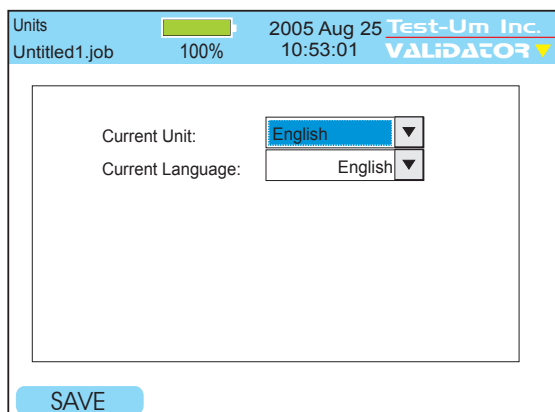 Units 2005 Aug 25 Test-Um Inc.
Untitled1.job 100% 10:53:01 VALIDATOR
Current Unit: English
Current Language: English
SAVE